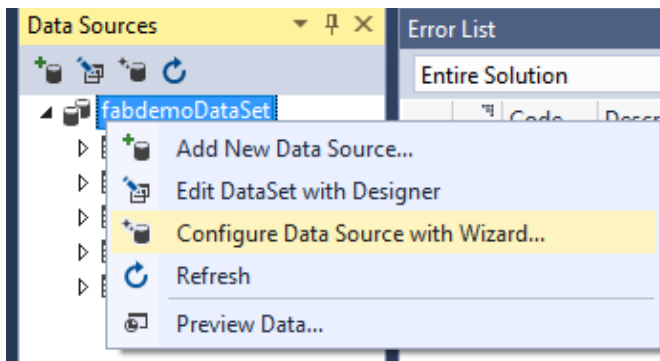 Data Sources
Error List
Entire Solution
fabdemoDataSet
Code
Add New Data Source...
Edit DataSet with Designer
Configure Data Source with Wizard...
Refresh
Preview Data...